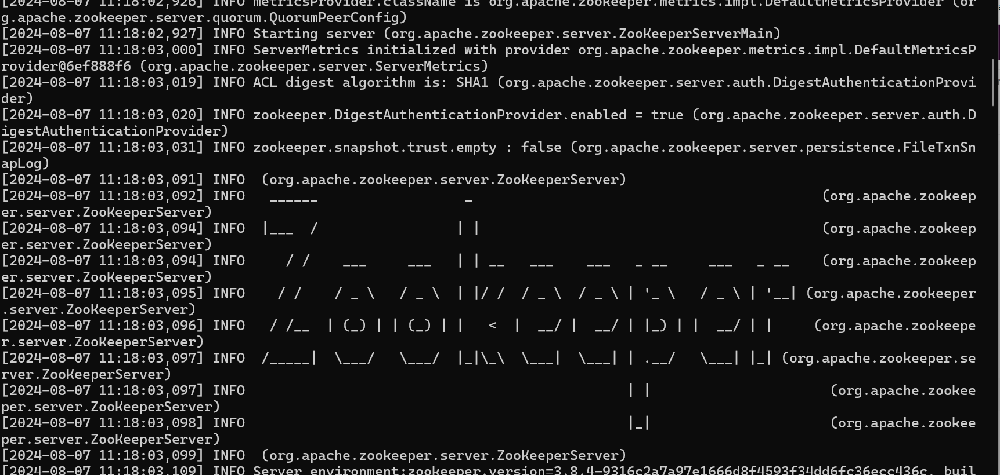 [2024-08-07 11:18:02,926] INFO metricsProvider.className is org.apache.zookeeper.metrics.impl.DefaultMetricsProvider (or
g.apache.zookeeper.server.quorum.QuorumPeerConfig)
[2024-08-07 11:18:02,927] INFO Starting server (org.apache.zookeeper.server.ZooKeeperServerMain)
[2024-08-07 11:18:03,000] INFO ServerMetrics initialized with provider org.apache.zookeeper.metrics.impl.DefaultMetricsP
rovider@6ef888f6 (org.apache.zookeeper.server.ServerMetrics)
[2024-08-07 11:18:03,019] INFO ACL digest algorithm is: SHA1 (org.apache.zookeeper.server.auth.DigestAuthenticationProvi
der)
[2024-08-07 11:18:03,020] INFO zookeeper.DigestAuthenticationProvider.enabled = true (org.apache.zookeeper.server.auth.D
igestAuthenticationProvider)
[2024-08-07 11:18:03,031] INFO zookeeper.snapshot.trust.empty : false (org.apache.zookeeper.server.persistence.FileTxnSn
apLog)
[2024-08-07 11:18:03,091] INFO  (org.apache.zookeeper.server.ZooKeeperServer)
[2024-08-07 11:18:03,092] INFO   ______                  _                                           (org.apache.zookeep
er.server.ZooKeeperServer)
[2024-08-07 11:18:03,094] INFO  |___  /                 | |                                          (org.apache.zookeep
er.server.ZooKeeperServer)
[2024-08-07 11:18:03,094] INFO     / /    ___     ___   | | __   ___    ___   _ __     ___   _ __    (org.apache.zookeep
er.server.ZooKeeperServer)
[2024-08-07 11:18:03,095] INFO    / /    / _ \   / _ \  | |/ /  / _ \  / _ \ | '_ \   / _ \ | '__| (org.apache.zookeeper
.server.ZooKeeperServer)
[2024-08-07 11:18:03,096] INFO   / /__  | (_) | | (_) | |   <  |  __/ |  __/ | |_) | |  __/ | |     (org.apache.zookeepe
r.server.ZooKeeperServer)
[2024-08-07 11:18:03,097] INFO  /_____|  \___/   \___/  |_|\_\  \___|  \___| | .__/   \___| |_| (org.apache.zookeeper.se
rver.ZooKeeperServer)
[2024-08-07 11:18:03,097] INFO                                               | |                      (org.apache.zookee
per.server.ZooKeeperServer)
[2024-08-07 11:18:03,098] INFO                                               |_|                      (org.apache.zookee
per.server.ZooKeeperServer)
[2024-08-07 11:18:03,099] INFO  (org.apache.zookeeper.server.ZooKeeperServer)
[2024-08-07 11:18:03,109] INFO Server environment:zookeeper.version=3.8.4-9316c2a7a97e1666d8f4593f34dd6fc36ecc436c, buil